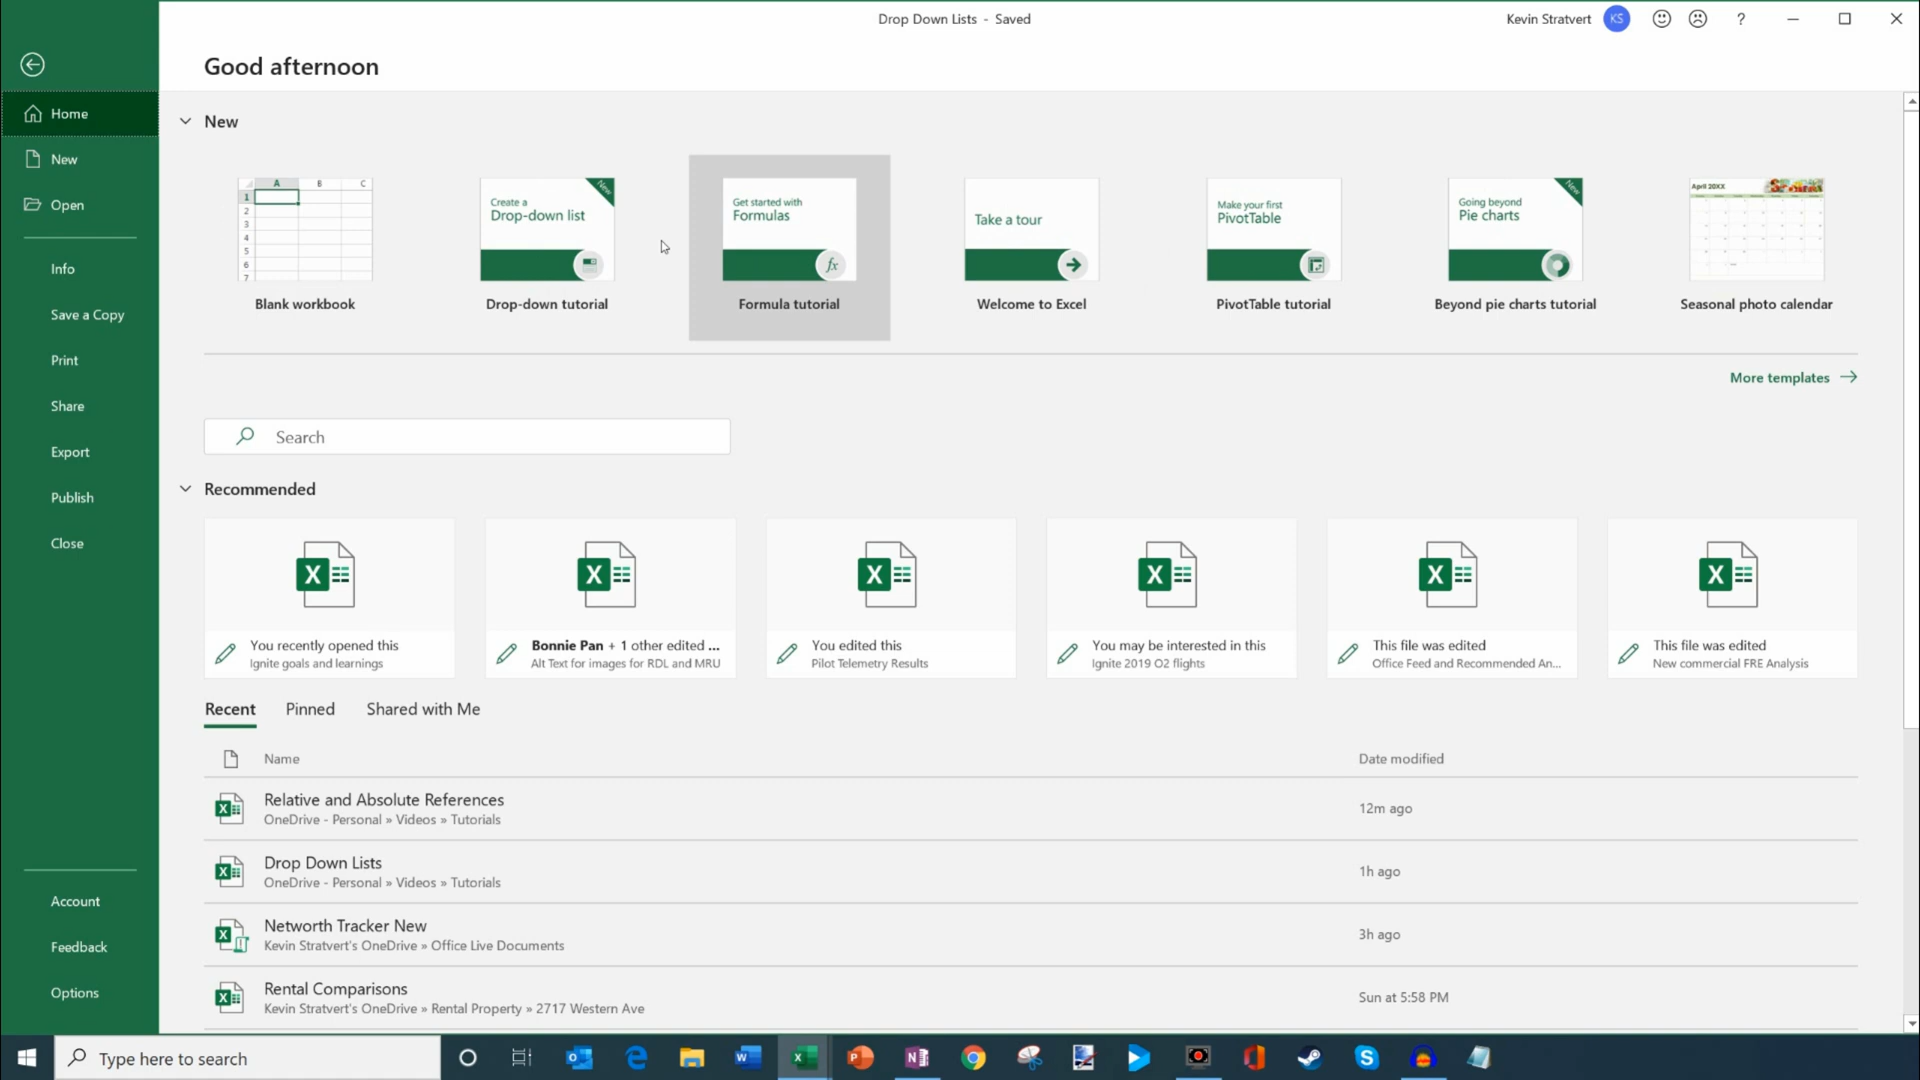 Drop Down Lists - Saved
Kevin Stratvert
KS
?
Good afternoon
Home
New
Open
Info
Save a Copy
Print
Share
Export
Publish
Close
Account
Feedback
Options
New
A B C
1
2
3
4
5
6
7
Blank workbook
New
Create a
Drop-down list
Drop-down tutorial
Get started with
Formulas
fx
Formula tutorial
Take a tour
Welcome to Excel
Make your first
PivotTable
PivotTable tutorial
New
Going beyond
Pie charts
Beyond pie charts tutorial
April 20XX
Seasonal photo calendar
More templates
Search
Recommended
You recently opened this
Ignite goals and learnings
Bonnie Pan + 1 other edited ...
Alt Text for images for RDL and MRU
You edited this
Pilot Telemetry Results
You may be interested in this
Ignite 2019 O2 flights
This file was edited
Office Feed and Recommended An...
This file was edited
New commercial FRE Analysis
Recent Pinned Shared with Me
Name Date modified
Relative and Absolute References
OneDrive - Personal » Videos » Tutorials
12m ago
Drop Down Lists
OneDrive - Personal » Videos » Tutorials
1h ago
Networth Tracker New
Kevin Stratvert's OneDrive » Office Live Documents
3h ago
Rental Comparisons
Kevin Stratvert's OneDrive » Rental Property » 2717 Western Ave
Sun at 5:58 PM
Type here to search